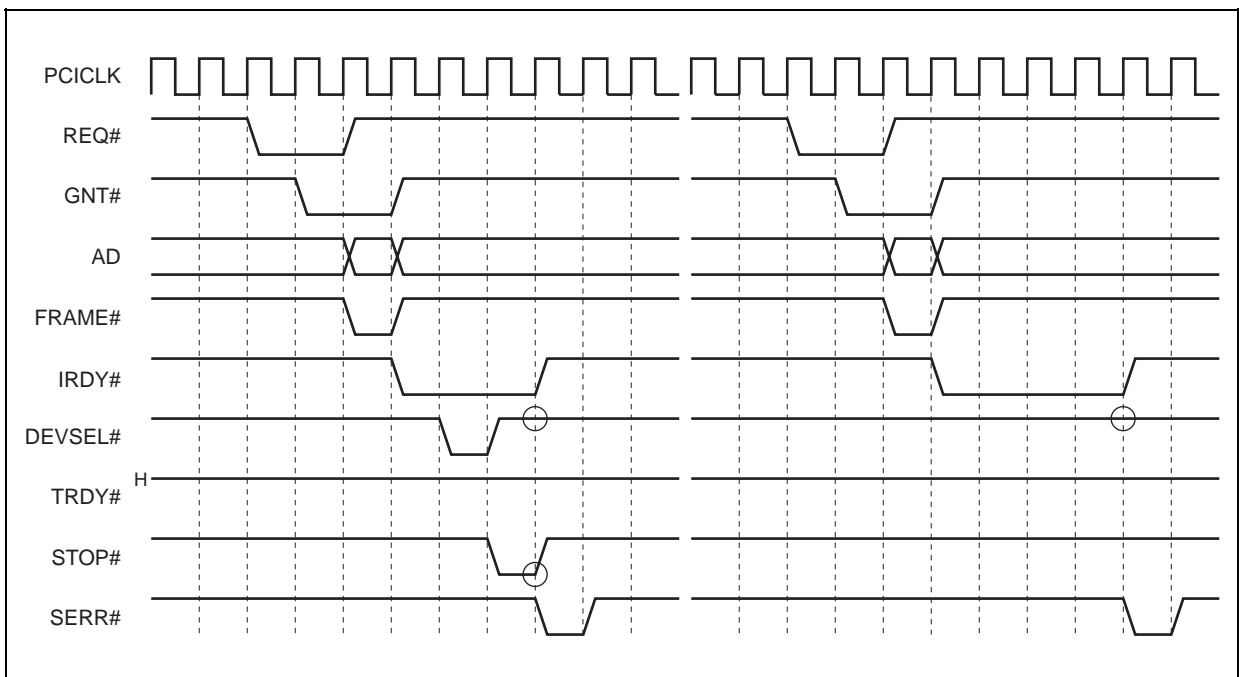 PCICLK
REQ#
GNT#
AD
FRAME#
IRDY#
DEVSEL#
H
TRDY#
STOP#
SERR#